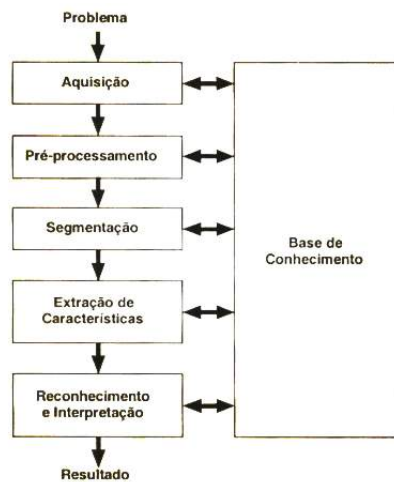 Problema
Aquisição
Pré-processamento
Segmentação
Base de
Conhecimento
Extração de
Características
Reconhecimento
e Interpretação
Resultado